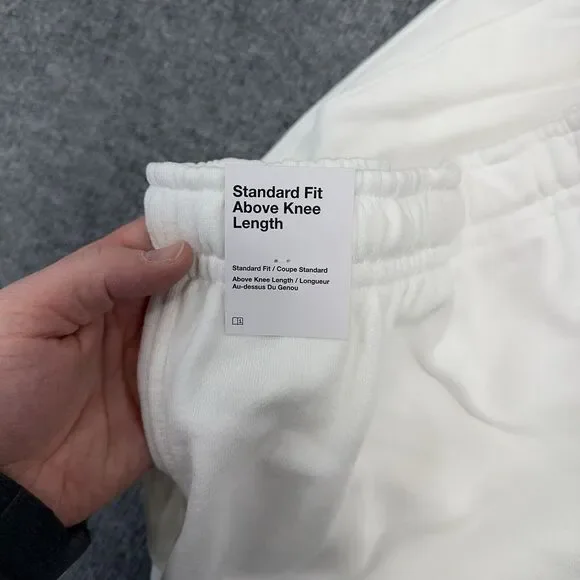 Standard Fit
Above Knee
Length
Standard Fit / Coupe Standard
Above Knee Length / Longueur
Au-dessus Du Genou